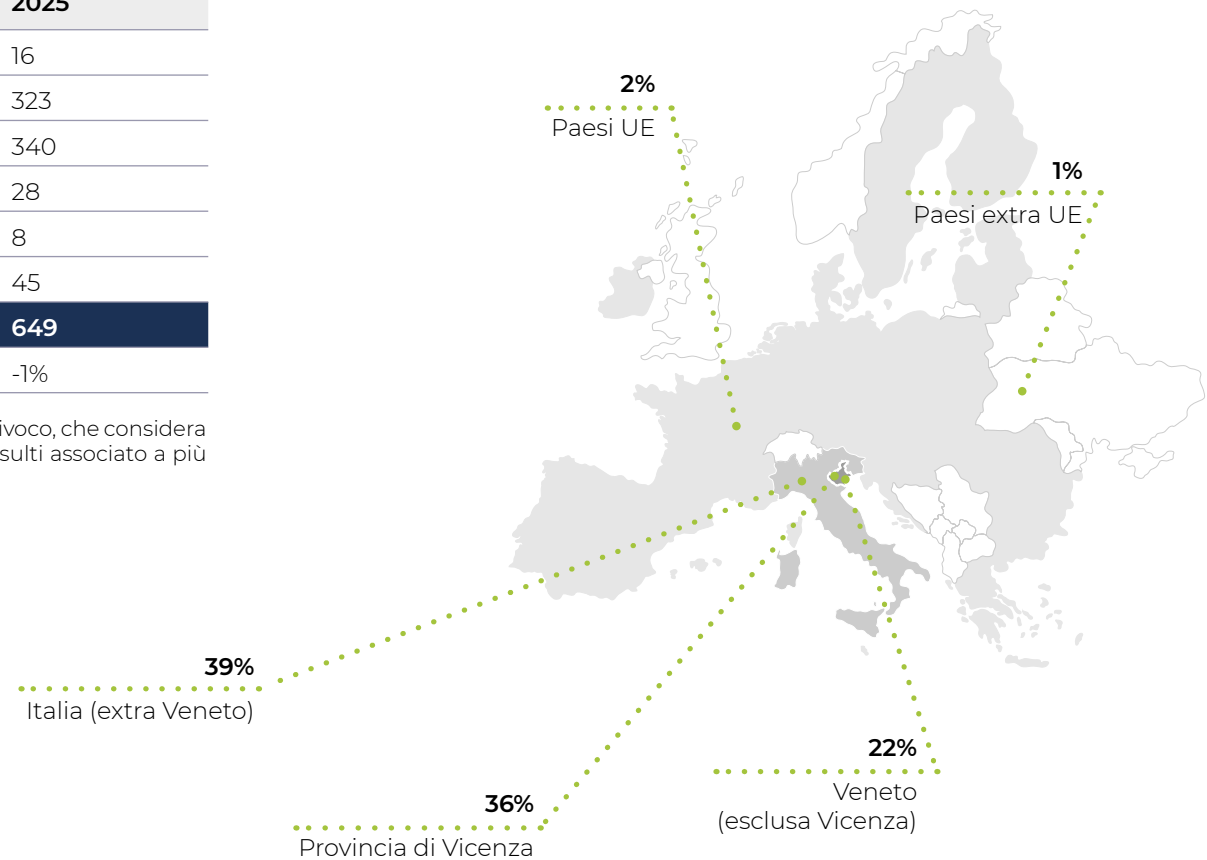 2025
16
323
340
28
8
45
649
-1%
che considera
sulti associato a più
2%
Paesi UE
1%
Paesi extra UE
39%
Italia (extra Veneto)
36%
Provincia di Vicenza
22%
Veneto
(esclusa Vicenza)